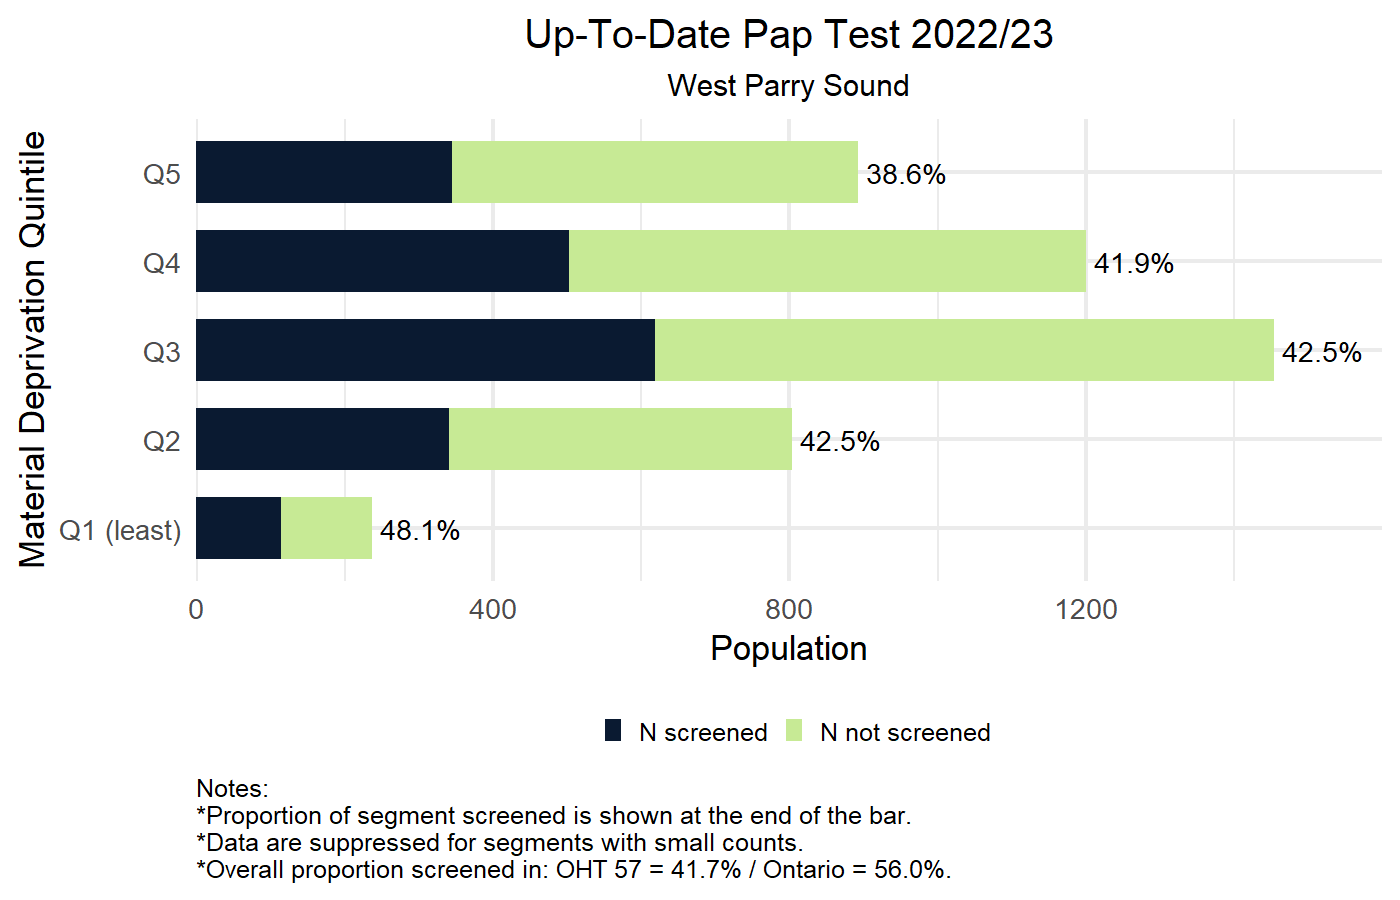 Up-To-Date Pap Test 2022/23
West Parry Sound
Material Deprivation Quintile
Q5
38.6%
Q4
41.9%
Q3
42.5%
Q2
42.5%
Q1 (least)
48.1%
0 400 800 1200
Population
N screened N not screened
Notes:
*Proportion of segment screened is shown at the end of the bar.
*Data are suppressed for segments with small counts.
*Overall proportion screened in: OHT 57 = 41.7% / Ontario = 56.0%.